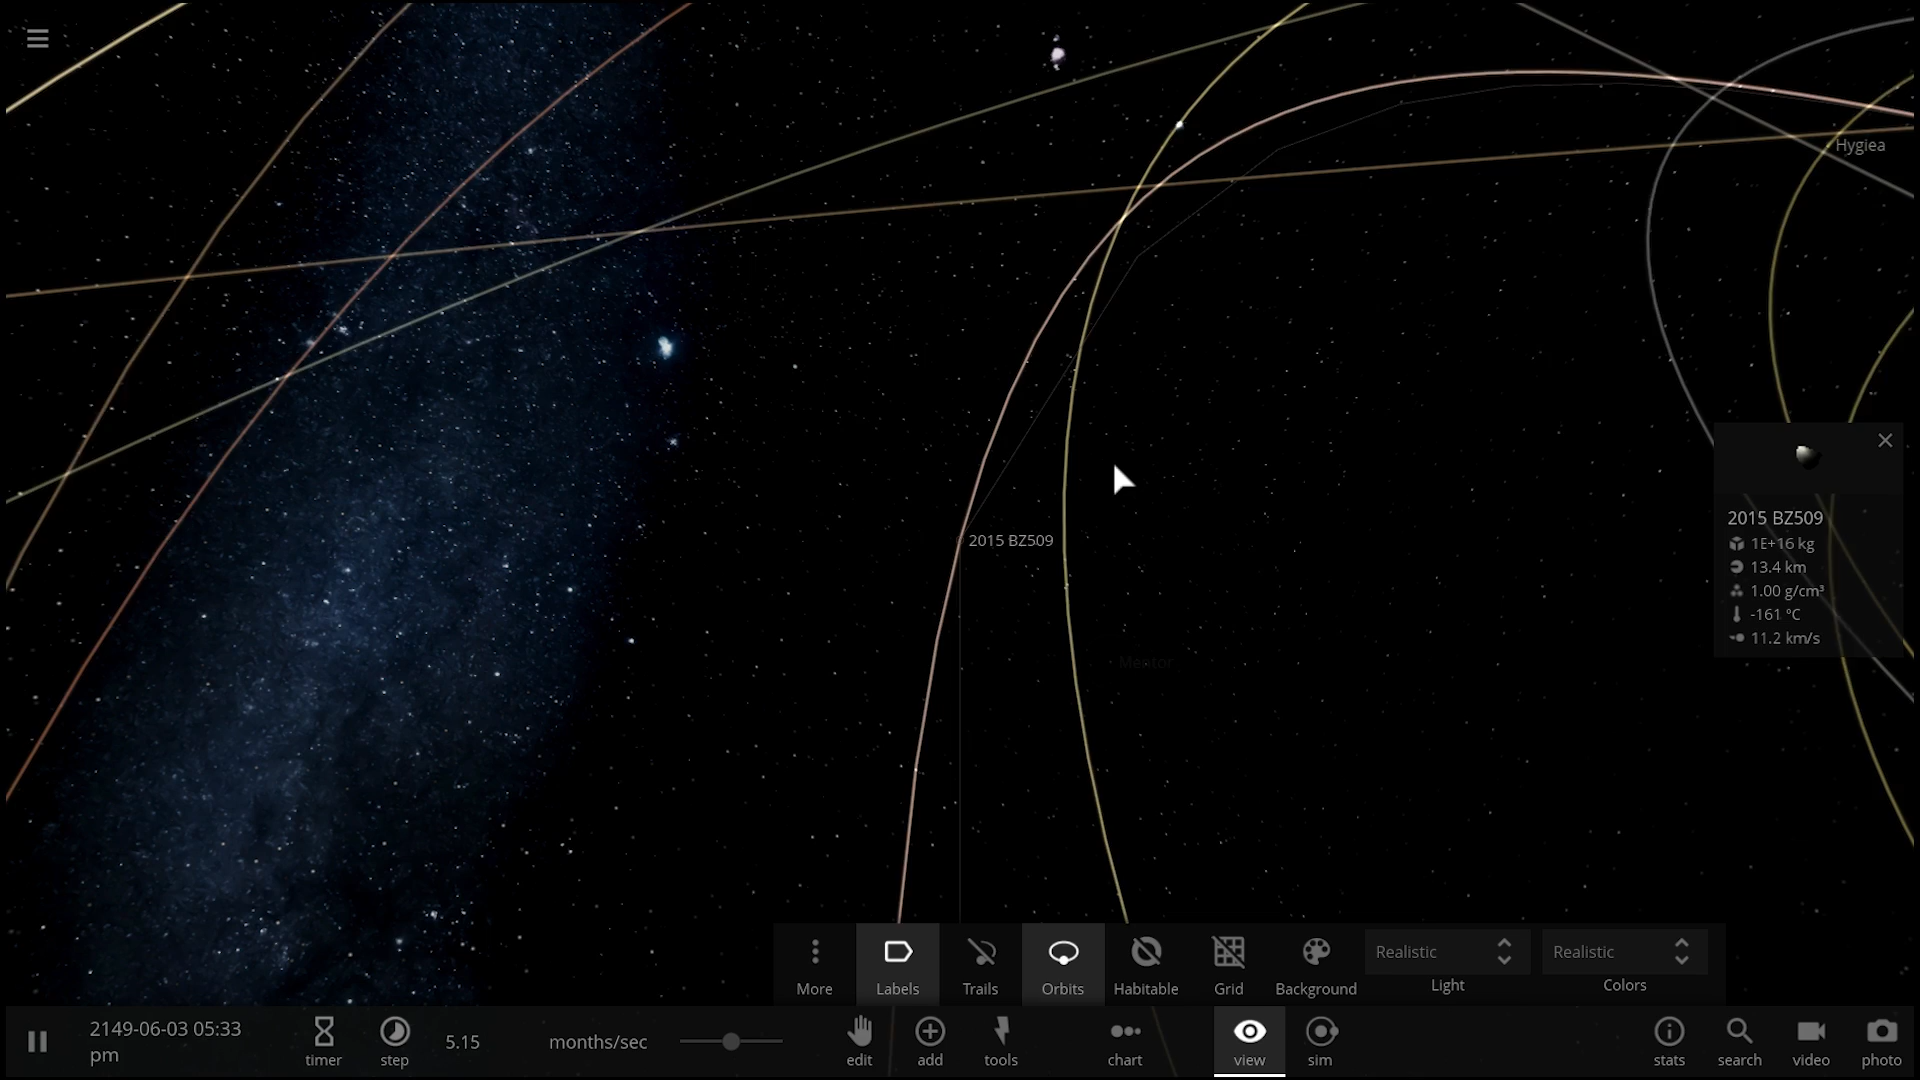 Hygiea
2015 BZ509
1E+16 kg
13.4 km
1.00 g/cm³
-161 °C
11.2 km/s
2015 BZ509
Mentor
More
Labels
Trails
Orbits
Habitable
Grid
Background
Realistic
Light
Realistic
Colors
2149-06-03 05:33
pm
timer
step
5.15
months/sec
edit
add
tools
chart
view
sim
stats
search
video
photo